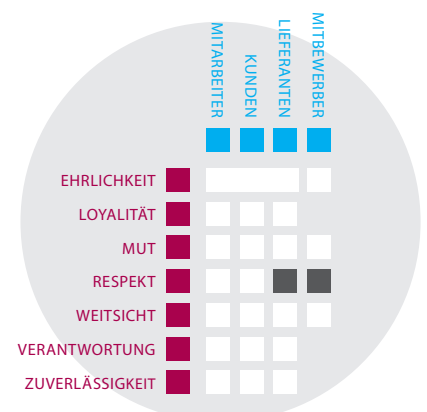 MITARBEITER
KUNDEN
LIEFERANTEN
MITBEWERBER
EHRLICHKEIT
LOYALITÄT
MUT
RESPEKT
WEITSICHT
VERANTWORTUNG
ZUVERLÄSSIGKEIT